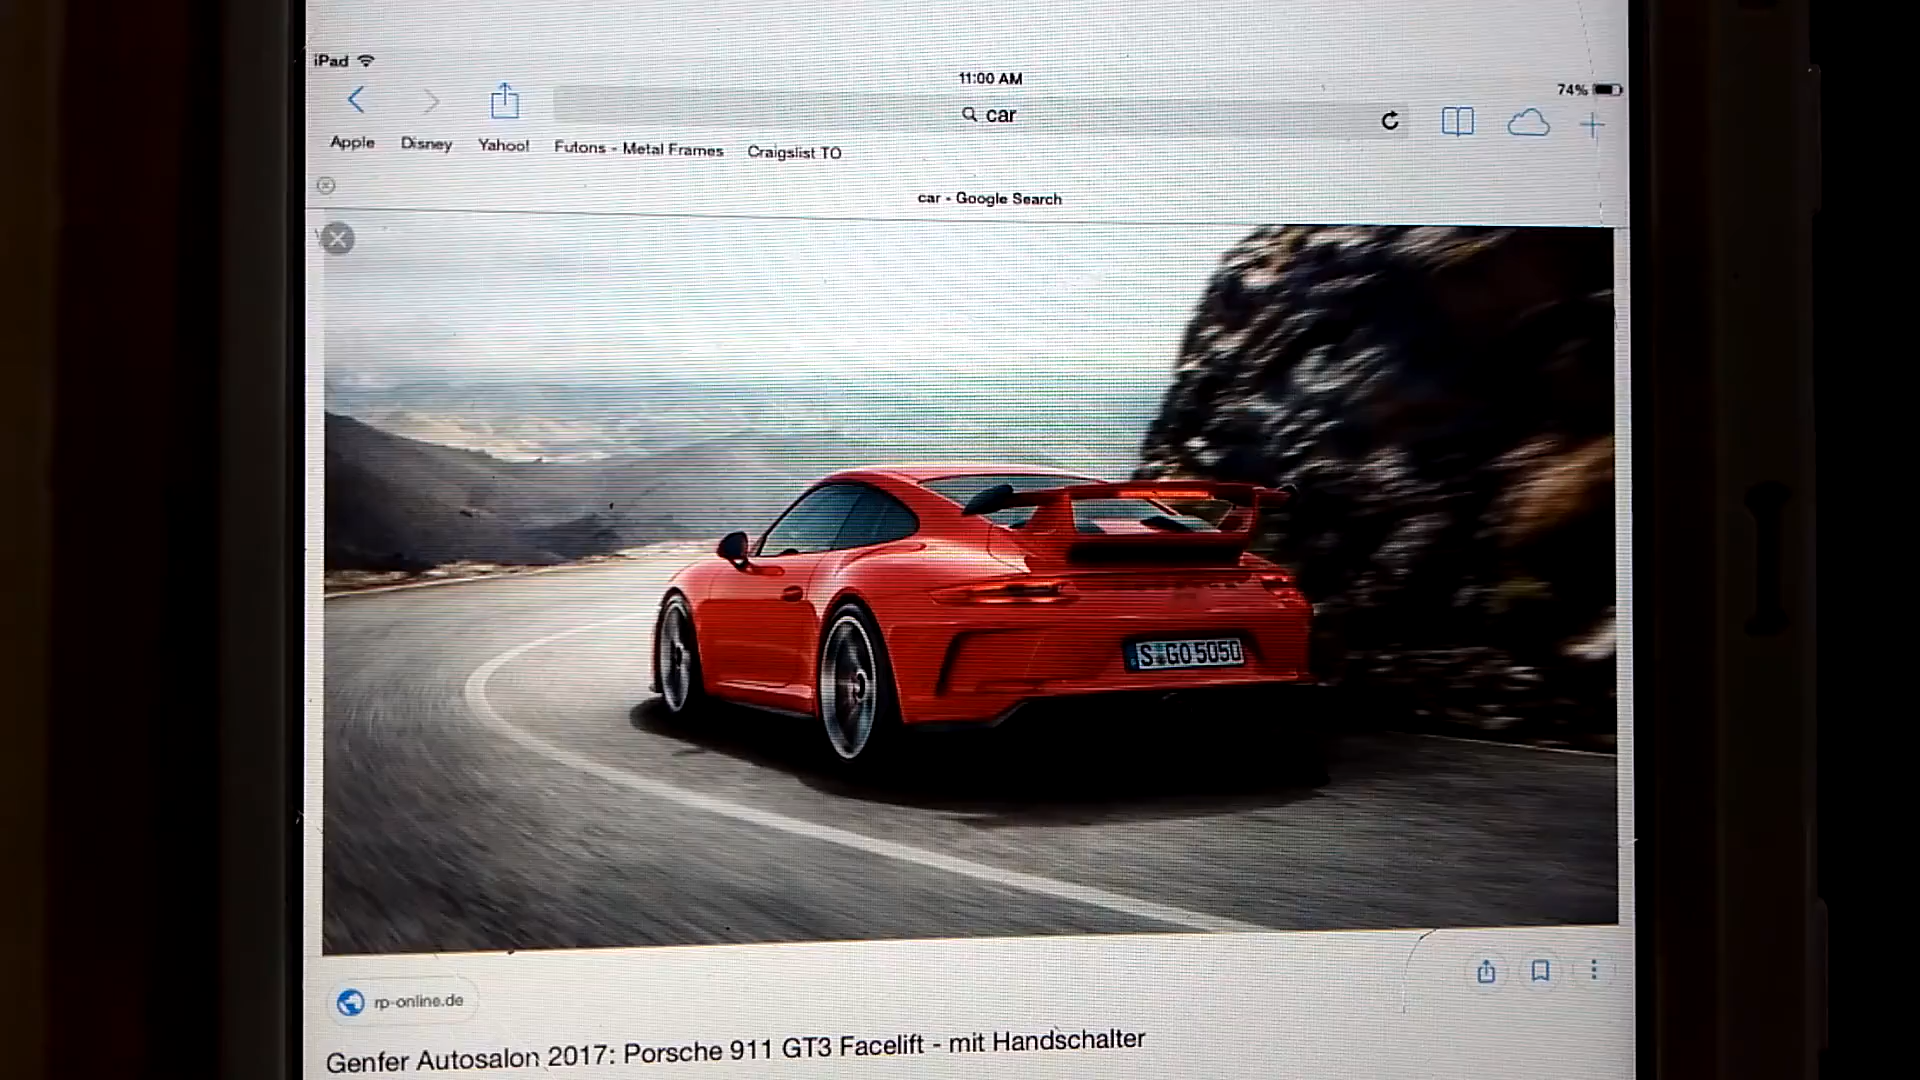 iPad
11:00 AM
74%
car
Apple Disney Yahoo! Futons - Metal Frames Craigslist TO
car - Google Search
S GO 5050
rp-online.de
Genfer Autosalon 2017: Porsche 911 GT3 Facelift - mit Handschalter